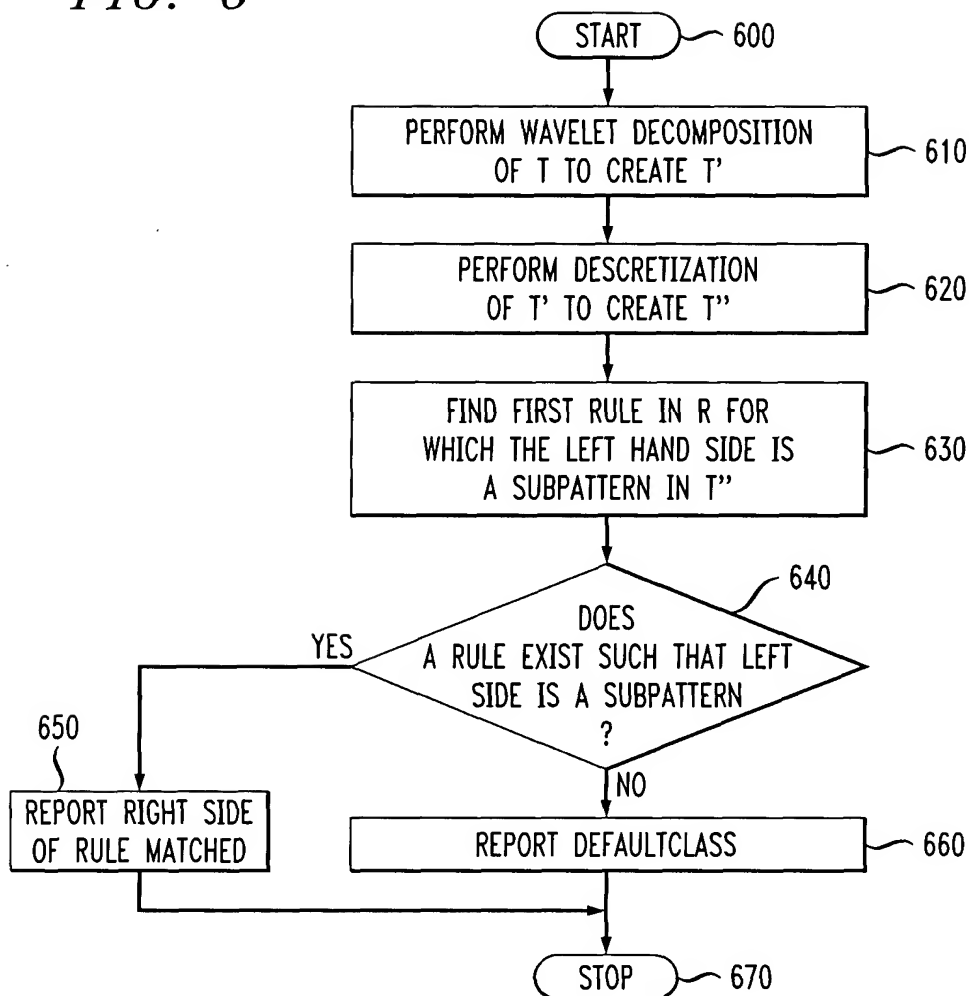 FIG. 6
START
600
PERFORM WAVELET DECOMPOSITION
OF T TO CREATE T'
610
PERFORM DESCRETIZATION
OF T' TO CREATE T"
620
FIND FIRST RULE IN R FOR
WHICH THE LEFT HAND SIDE IS
A SUBPATTERN IN T"
630
640
DOES
A RULE EXIST SUCH THAT LEFT
SIDE IS A SUBPATTERN
?
YES
NO
650
REPORT RIGHT SIDE
OF RULE MATCHED
REPORT DEFAULTCLASS
660
STOP
670